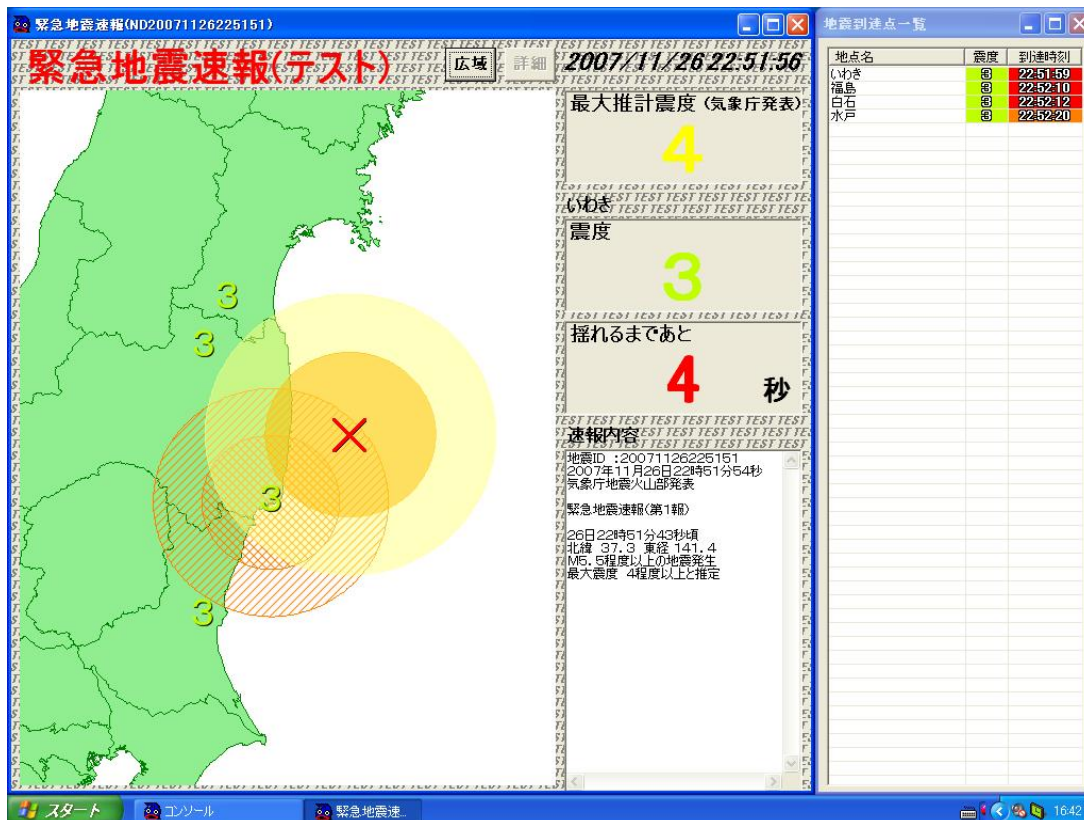 緊急地震速報(ND20071126225151)
緊急地震速報(テスト)
広域
詳細
2007/11/26 22:51:56
最大推計震度 (気象庁発表)
4
いわき
震度
3
揺れるまであと
4 秒
速報内容
地震ID :20071126225151
2007年11月26日22時51分54秒
気象庁地震火山部発表
緊急地震速報(第1報)
26日22時51分43秒頃
北緯 37.3 東経 141.4
M5.5程度以上の地震発生
最大震度 4程度以上と推定
3
3
3
3
地震到達点一覧
地点名 震度 到達時刻
いわき 3 22:51:59
福島 3 22:52:10
白石 3 22:52:12
水戸 3 22:52:20
スタート
コンソール
緊急地震速...
16:42